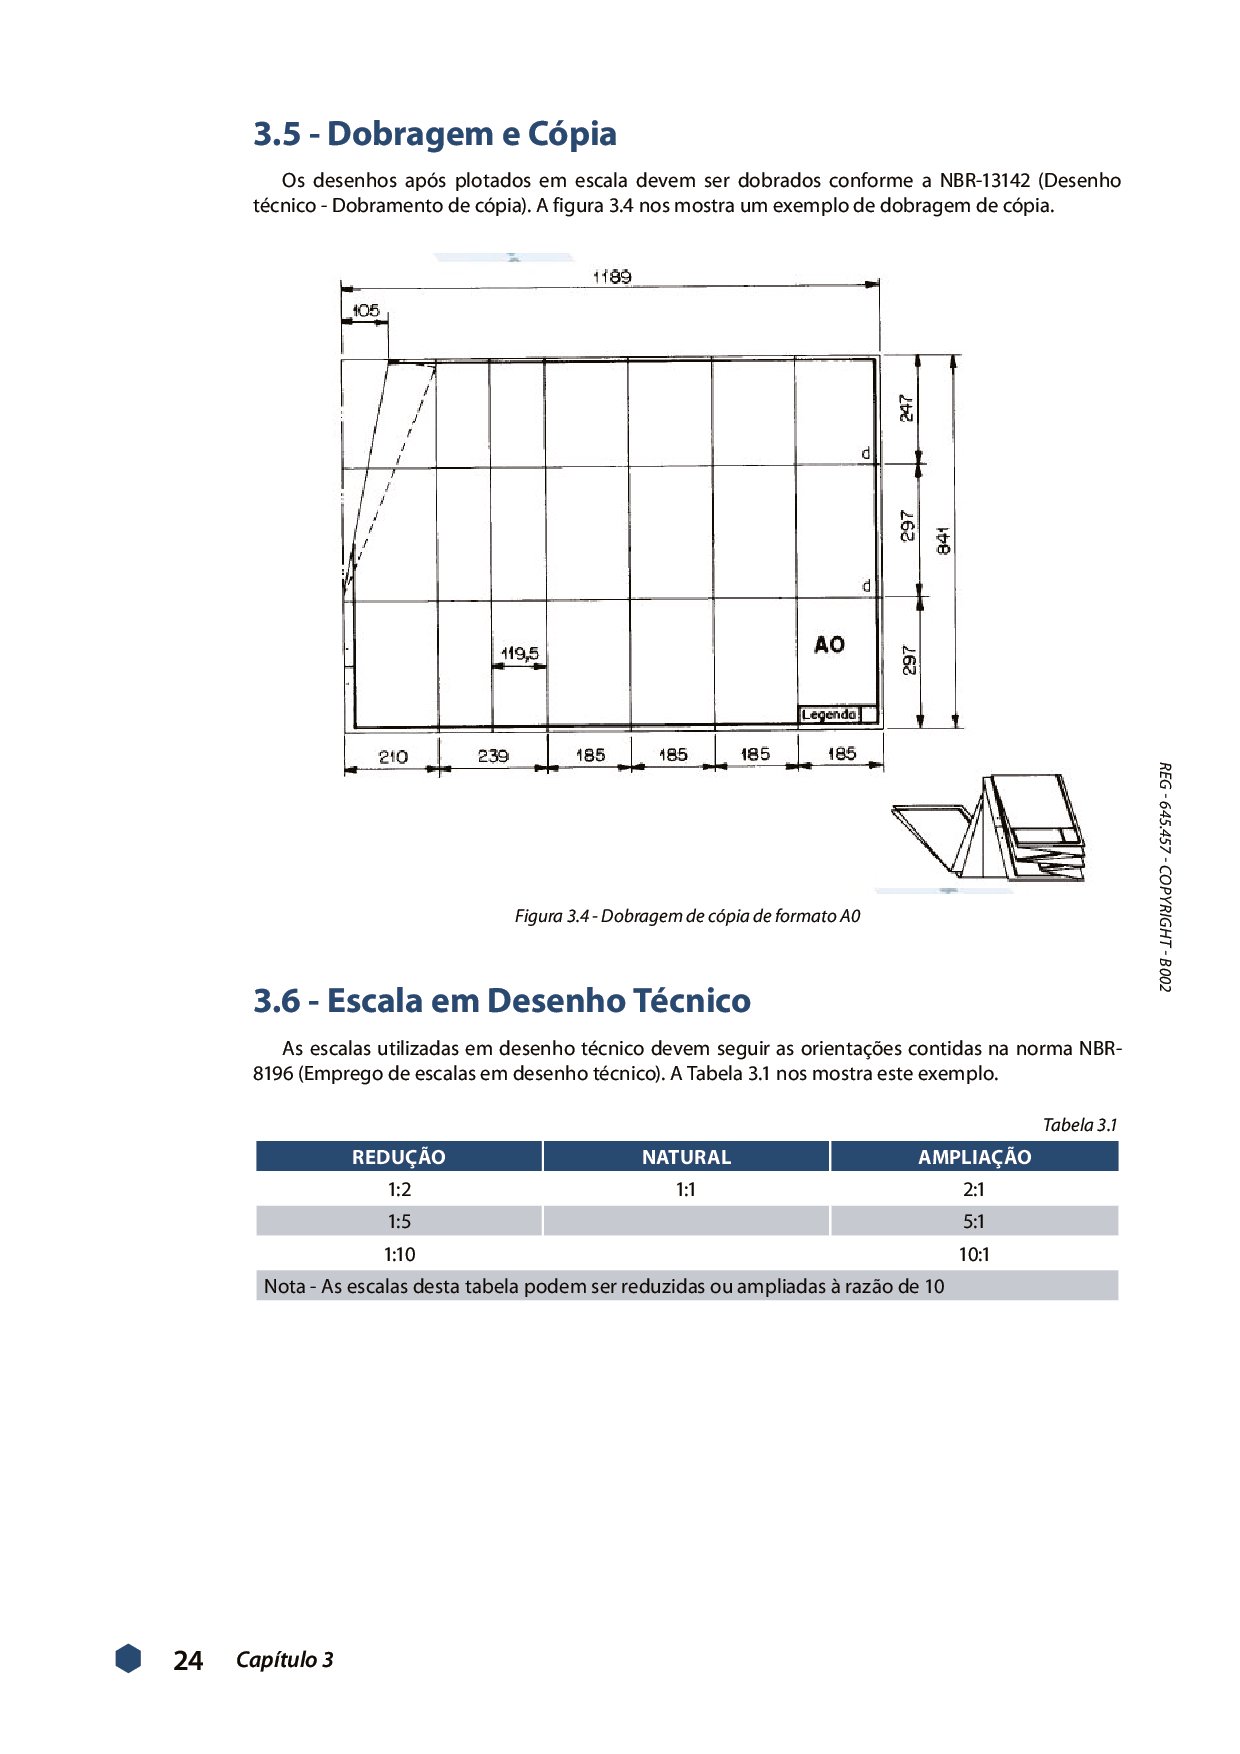 3.5 - Dobragem e Cópia
Os desenhos após plotados em escala devem ser dobrados conforme a NBR-13142 (Desenho
técnico - Dobramento de cópia). A figura 3.4 nos mostra um exemplo de dobragem de cópia.
1189
105
247
d
297
841
d
297
A0
119,5
Legenda
210 239 185 185 185 185
Figura 3.4 - Dobragem de cópia de formato A0
REG - 645.457 - COPYRIGHT - B002
3.6 - Escala em Desenho Técnico
As escalas utilizadas em desenho técnico devem seguir as orientações contidas na norma NBR-
8196 (Emprego de escalas em desenho técnico). A Tabela 3.1 nos mostra este exemplo.
Tabela 3.1
REDUÇÃO NATURAL AMPLIAÇÃO
1:2 1:1 2:1
1:5 5:1
1:10 10:1
Nota - As escalas desta tabela podem ser reduzidas ou ampliadas à razão de 10
24 Capítulo 3